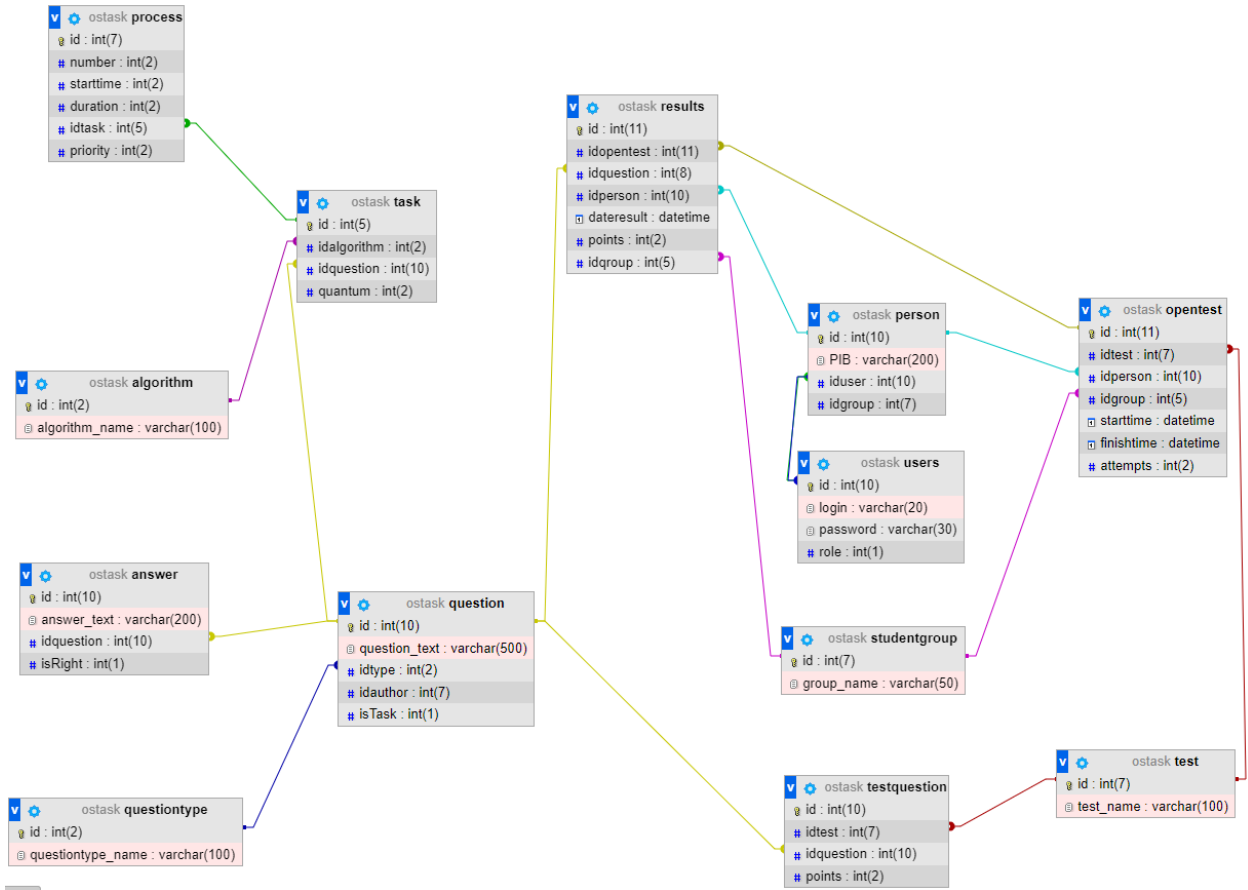 v ostask process
id : int(7)
# number : int(2)
# starttime : int(2)
# duration : int(2)
# idtask : int(5)
# priority : int(2)
v ostask task
id : int(5)
# idalgorithm : int(2)
# idquestion : int(10)
# quantum : int(2)
v ostask algorithm
id : int(2)
algorithm_name : varchar(100)
v ostask answer
id : int(10)
answer_text : varchar(200)
# idquestion : int(10)
# isRight : int(1)
v ostask question
id : int(10)
question_text : varchar(500)
# idtype : int(2)
# idauthor : int(7)
# isTask : int(1)
v ostask questiontype
id : int(2)
questiontype_name : varchar(100)
v ostask results
id : int(11)
# idopentest : int(11)
# idquestion : int(8)
# idperson : int(10)
dateresult : datetime
# points : int(2)
# idgroup : int(5)
v ostask person
id : int(10)
PIB : varchar(200)
# iduser : int(10)
# idgroup : int(7)
v ostask users
id : int(10)
login : varchar(20)
password : varchar(30)
# role : int(1)
v ostask opentest
id : int(11)
# idtest : int(7)
# idperson : int(10)
# idgroup : int(5)
starttime : datetime
finishtime : datetime
# attempts : int(2)
v ostask studentgroup
id : int(7)
group_name : varchar(50)
v ostask testquestion
id : int(10)
# idtest : int(7)
# idquestion : int(10)
# points : int(2)
v ostask test
id : int(7)
test_name : varchar(100)